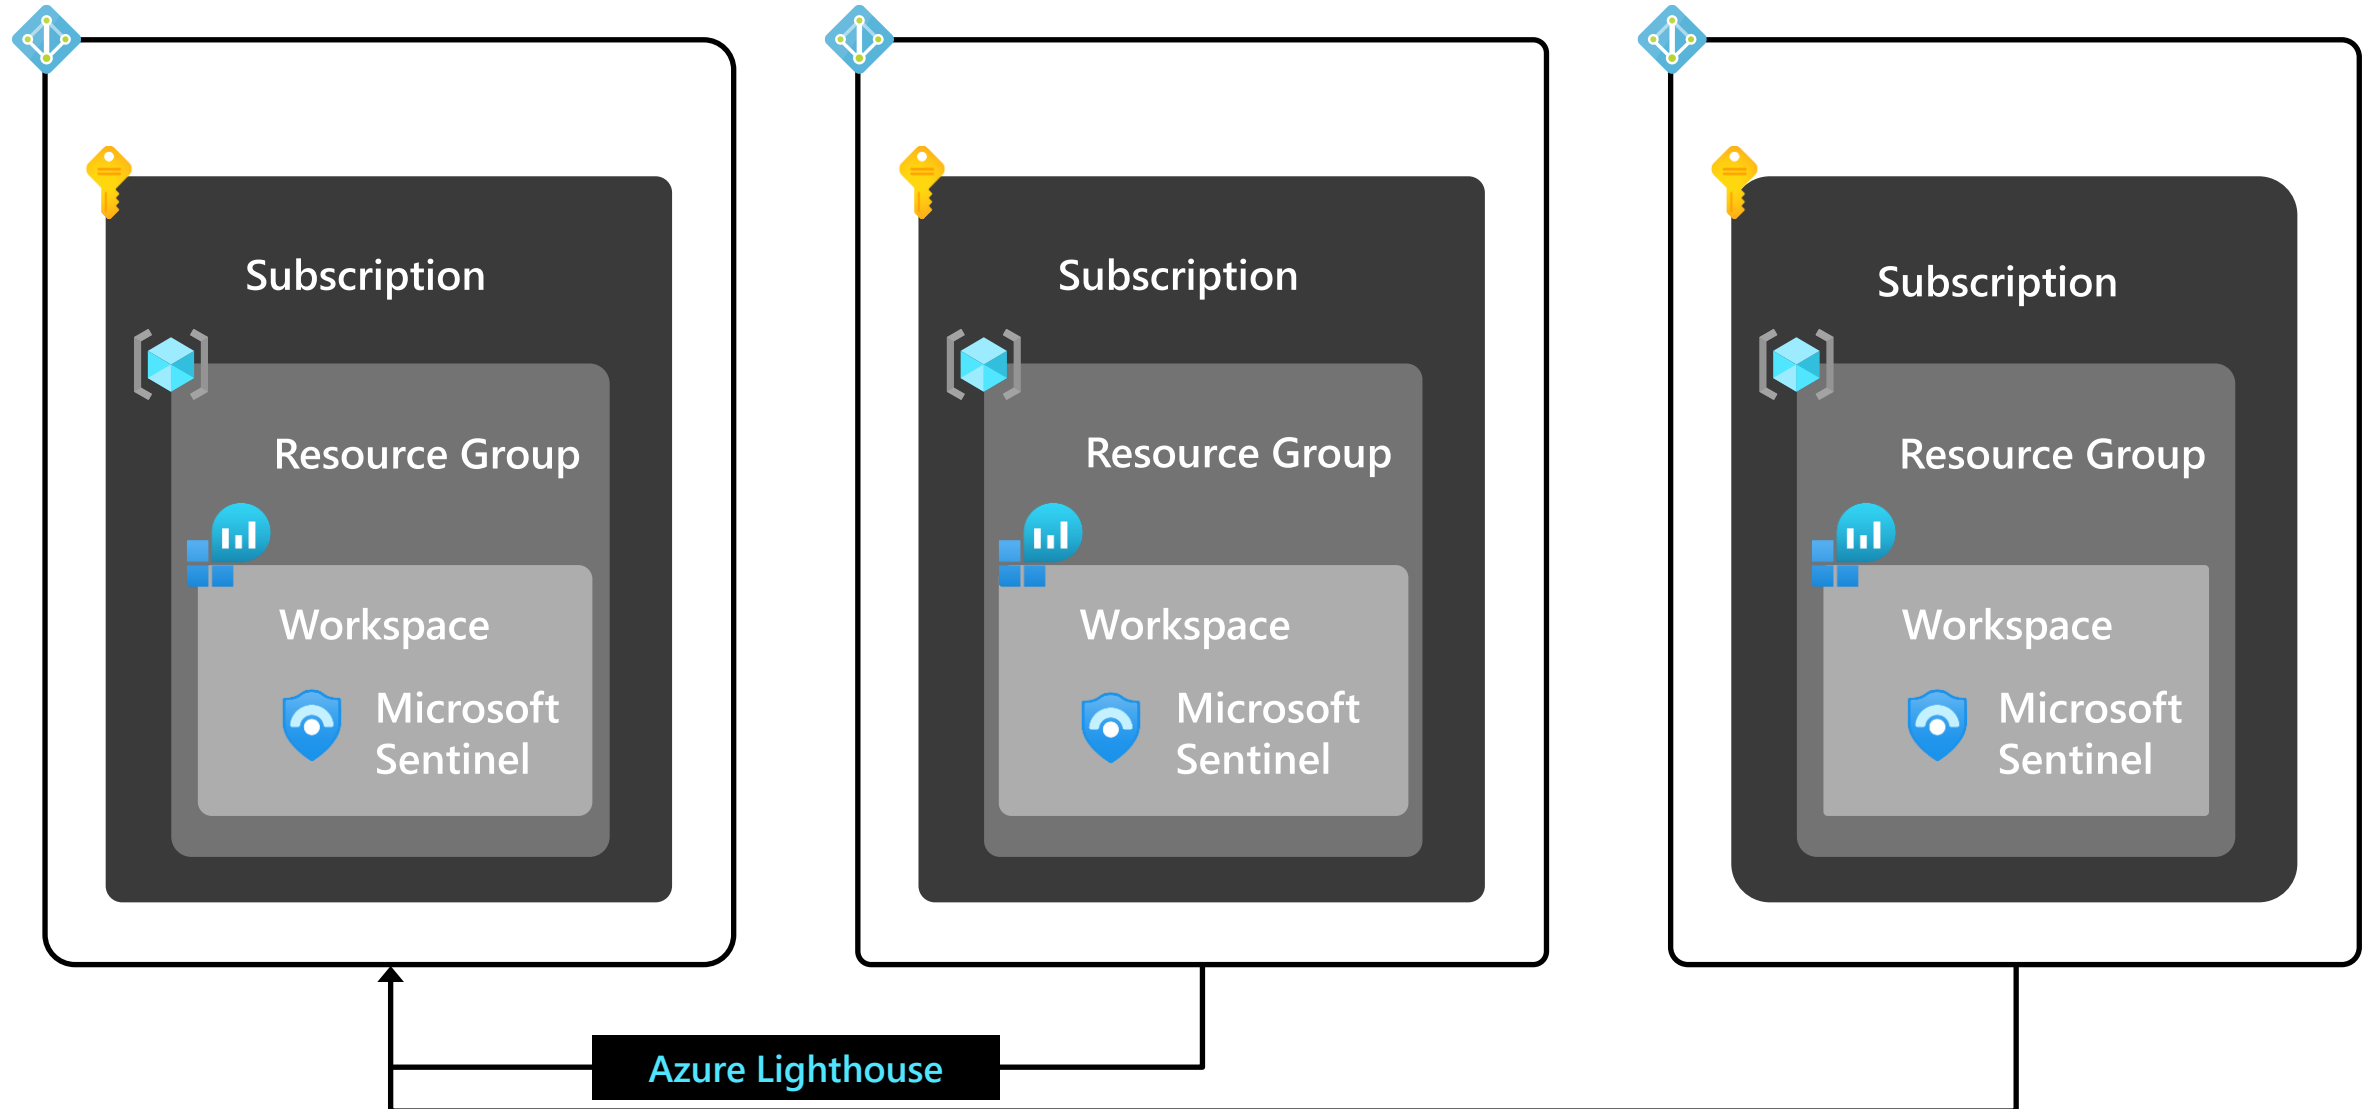 Subscription
Resource Group
Workspace
Microsoft
Sentinel
Subscription
Resource Group
Workspace
Microsoft
Sentinel
Subscription
Resource Group
Workspace
Microsoft
Sentinel
Azure Lighthouse